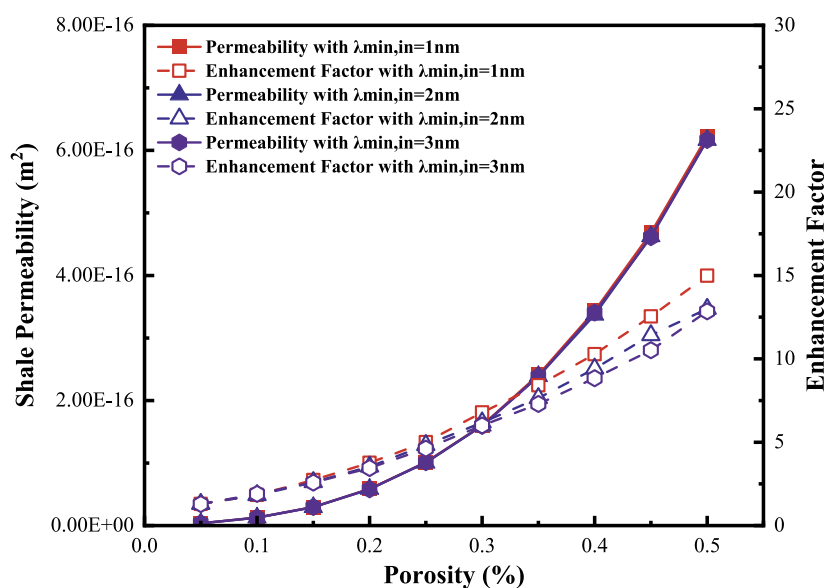 8.00E-16
6.00E-16
4.00E-16
2.00E-16
0.00E+00
Shale Permeability (m²)
Permeability with λmin,in=1nm
Enhancement Factor with λmin,in=1nm
Permeability with λmin,in=2nm
Enhancement Factor with λmin,in=2nm
Permeability with λmin,in=3nm
Enhancement Factor with λmin,in=3nm
30
25
20
15
10
5
0
Enhancement Factor
0.0 0.1 0.2 0.3 0.4 0.5
Porosity (%)